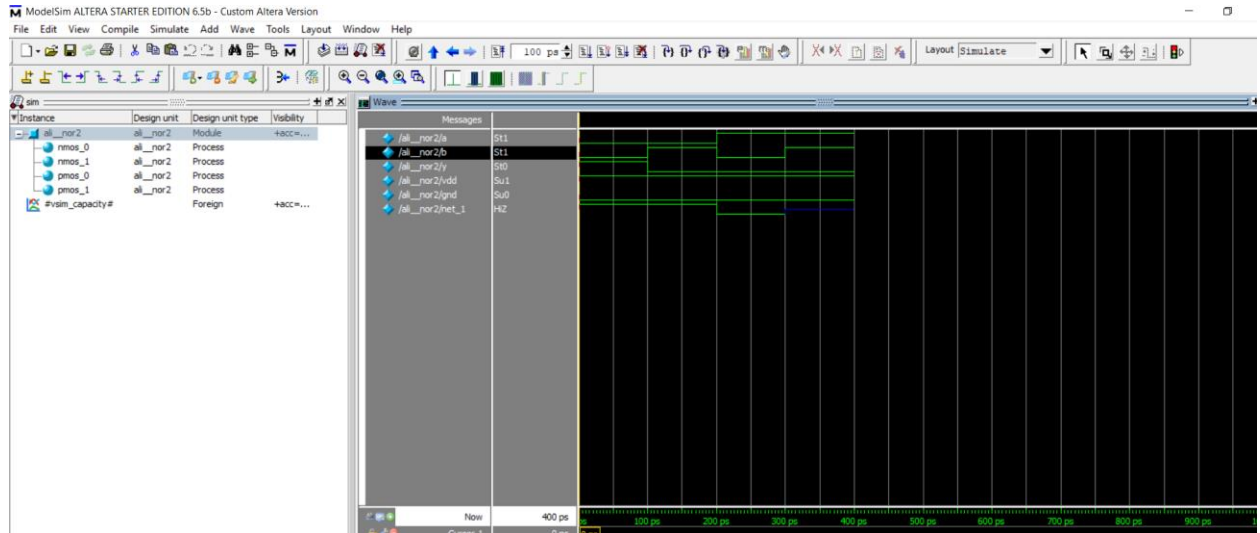 ModelSim ALTERA STARTER EDITION 6.5b - Custom Altera Version
File Edit View Compile Simulate Add Wave Tools Layout Window Help
100 ps
Layout Simulate
sim
Wave
Instance Design unit Design unit type Visibility
Messages
ali__nor2 ali__nor2 Module +acc=...
nmos_0 ali__nor2 Process
nmos_1 ali__nor2 Process
pmos_0 ali__nor2 Process
pmos_1 ali__nor2 Process
#vsim_capacity# Foreign +acc=...
/ali__nor2/a St1
/ali__nor2/b St1
/ali__nor2/y St0
/ali__nor2/vdd Su1
/ali__nor2/gnd Su0
/ali__nor2/net_1 HiZ
Now 400 ps
ps 100 ps 200 ps 300 ps 400 ps 500 ps 600 ps 700 ps 800 ps 900 ps